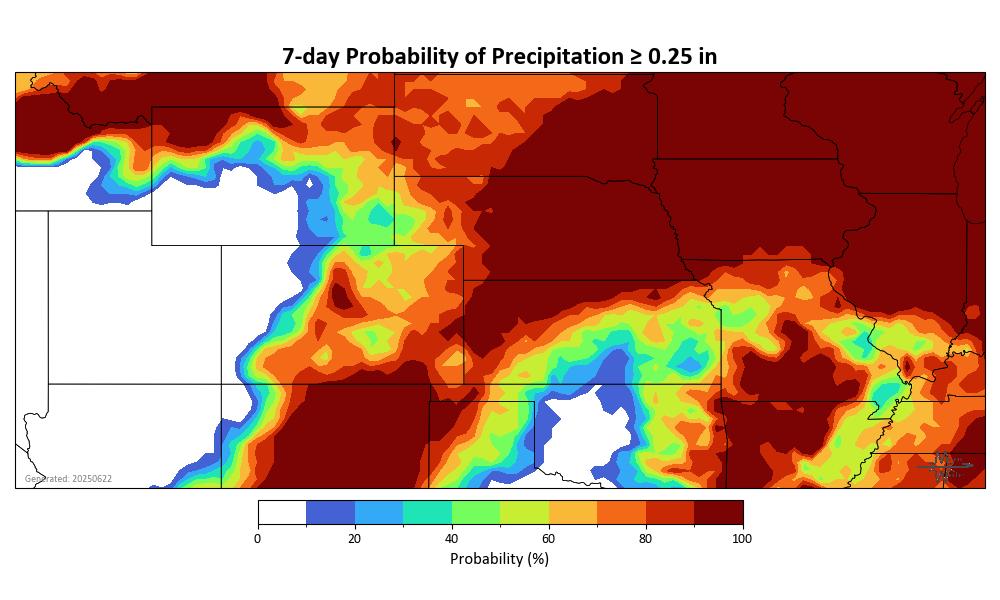 7-day Probability of Precipitation ≥ 0.25 in
Generated: 20250622
0 20 40 60 80 100
Probability (%)